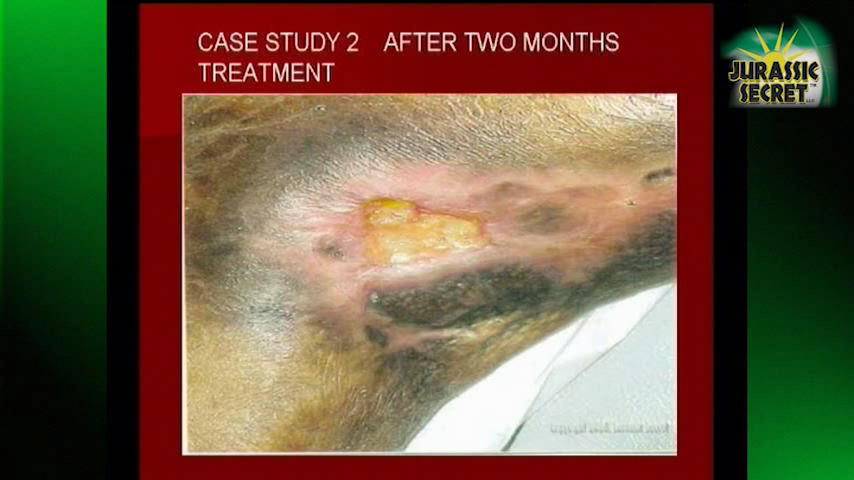 CASE STUDY 2 AFTER TWO MONTHS
TREATMENT
JURASSIC
SECRET